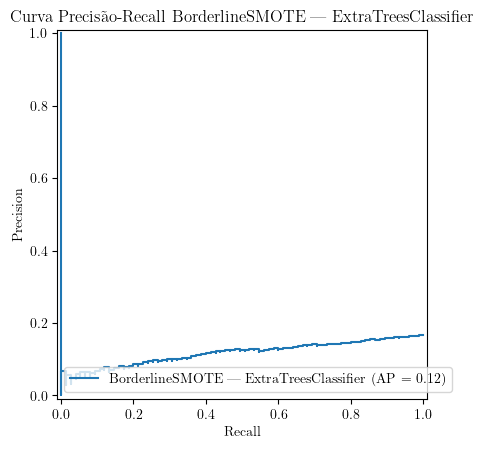 Curva Precisão-Recall BorderlineSMOTE — ExtraTreesClassifier
1.0
0.8
0.6
0.4
0.2
0.0
Precision
BorderlineSMOTE — ExtraTreesClassifier (AP = 0.12)
0.0 0.2 0.4 0.6 0.8 1.0
Recall